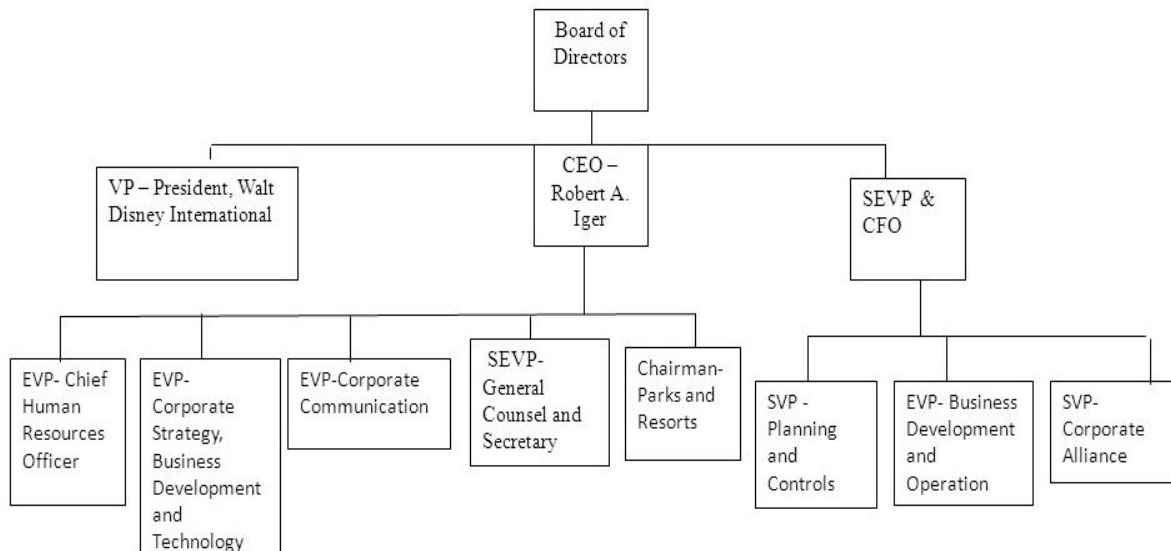 Board of
Directors
VP – President, Walt
Disney International
CEO –
Robert A.
Iger
SEVP &
CFO
EVP- Chief
Human
Resources
Officer
EVP-
Corporate
Strategy,
Business
Development
and
Technology
EVP-Corporate
Communication
SEVP-
General
Counsel and
Secretary
Chairman-
Parks and
Resorts
SVP -
Planning
and
Controls
EVP- Business
Development
and
Operation
SVP-
Corporate
Alliance